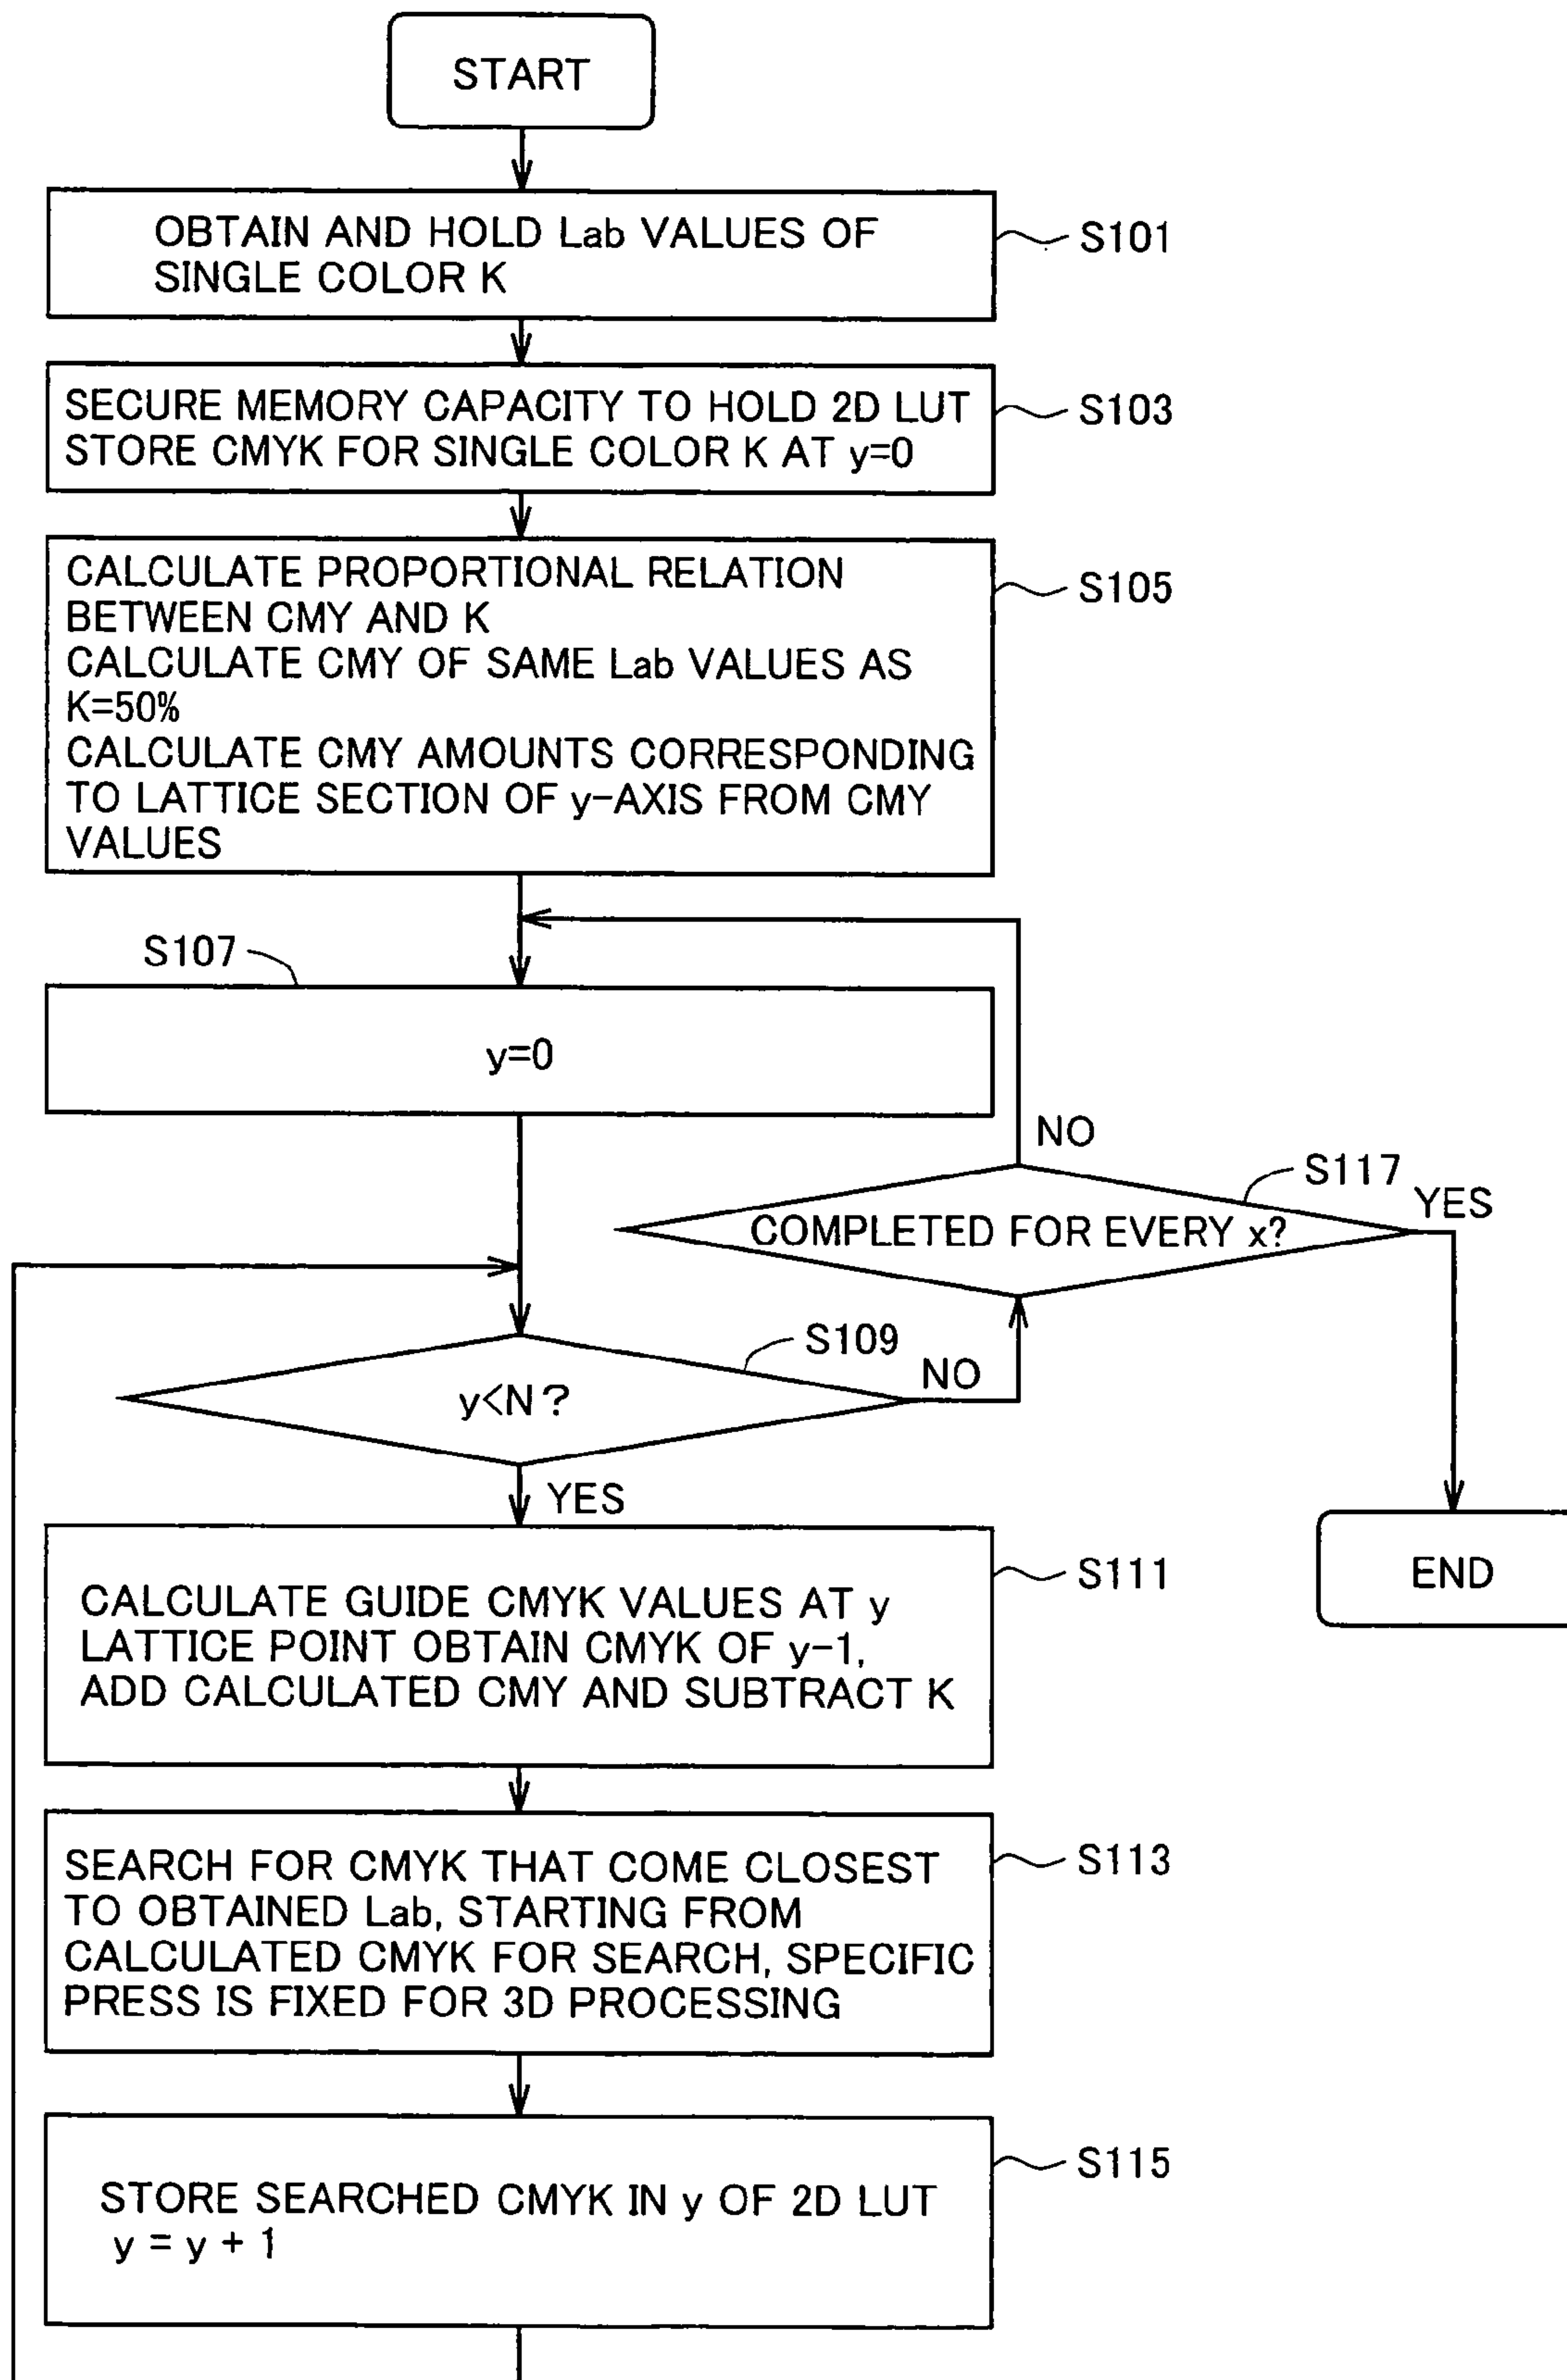 START
OBTAIN AND HOLD Lab VALUES OF
SINGLE COLOR K
S101
SECURE MEMORY CAPACITY TO HOLD 2D LUT
STORE CMYK FOR SINGLE COLOR K AT y=0
S103
CALCULATE PROPORTIONAL RELATION
BETWEEN CMY AND K
CALCULATE CMY OF SAME Lab VALUES AS
K=50%
CALCULATE CMY AMOUNTS CORRESPONDING
TO LATTICE SECTION OF y-AXIS FROM CMY
VALUES
S105
S107
y=0
NO
S117
YES
COMPLETED FOR EVERY x?
S109
NO
y<N?
YES
CALCULATE GUIDE CMYK VALUES AT y
LATTICE POINT OBTAIN CMYK OF y-1,
ADD CALCULATED CMY AND SUBTRACT K
S111
END
SEARCH FOR CMYK THAT COME CLOSEST
TO OBTAINED Lab, STARTING FROM
CALCULATED CMYK FOR SEARCH, SPECIFIC
PRESS IS FIXED FOR 3D PROCESSING
S113
STORE SEARCHED CMYK IN y OF 2D LUT
y = y + 1
S115